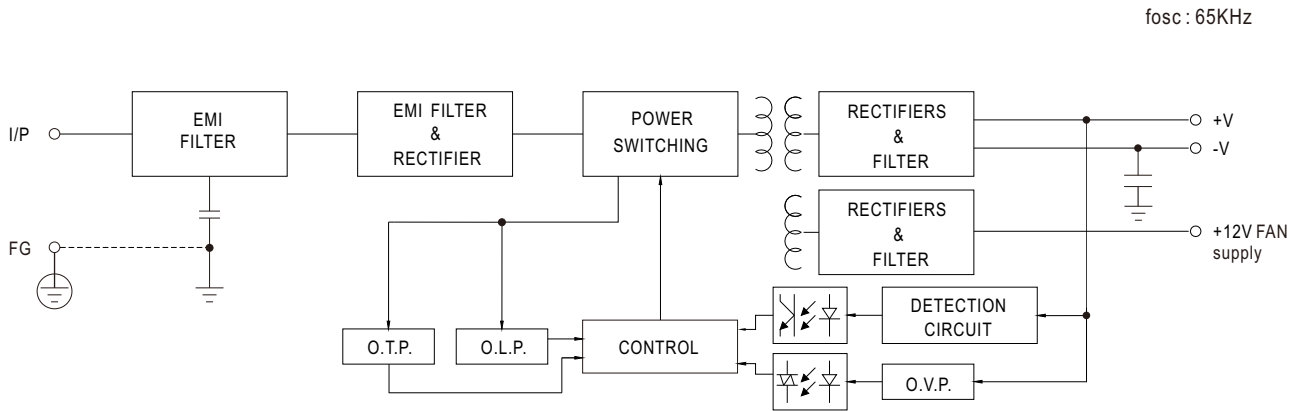 fosc : 65KHz
I/P
EMI
FILTER
EMI FILTER
&
RECTIFIER
POWER
SWITCHING
RECTIFIERS
&
FILTER
+V
-V
FG
RECTIFIERS
&
FILTER
+12V FAN
supply
O.T.P.
O.L.P.
CONTROL
DETECTION
CIRCUIT
O.V.P.